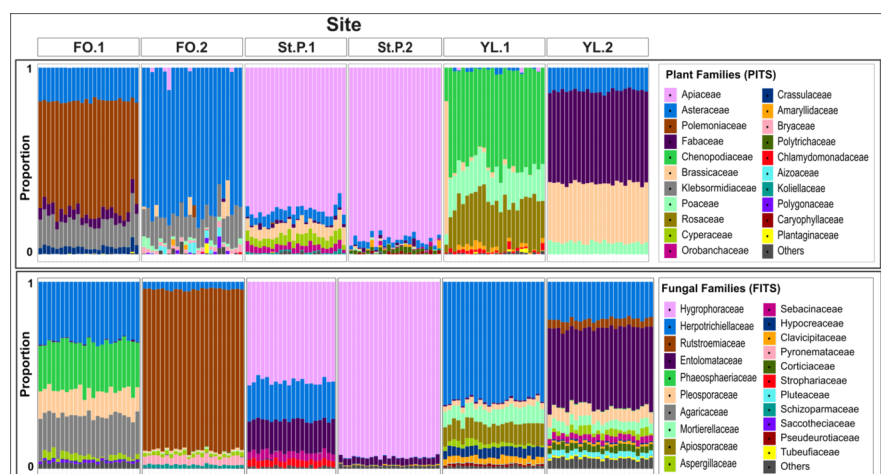 Site
FO.1 FO.2 St.P.1 St.P.2 YL.1 YL.2
1
Proportion
0
Plant Families (PITS)
Apiaceae
Asteraceae
Polemoniaceae
Fabaceae
Chenopodiaceae
Brassicaceae
Klebsormidiaceae
Poaceae
Rosaceae
Cyperaceae
Orobanchaceae
Crassulaceae
Amaryllidaceae
Bryaceae
Polytrichaceae
Chlamydomonadaceae
Aizoaceae
Koliellaceae
Polygonaceae
Caryophyllaceae
Plantaginaceae
Others
1
Proportion
0
Fungal Families (FITS)
Hygrophoraceae
Herpotrichiellaceae
Rutstroemiaceae
Entolomataceae
Phaeosphaeriaceae
Pleosporaceae
Agaricaceae
Mortierellaceae
Apiosporaceae
Aspergillaceae
Sebacinaceae
Hypocreaceae
Clavicipitaceae
Pyronemataceae
Corticiaceae
Strophariaceae
Pluteaceae
Schizoparmaceae
Saccotheciaceae
Pseudeurotiaceae
Tubeufiaceae
Others